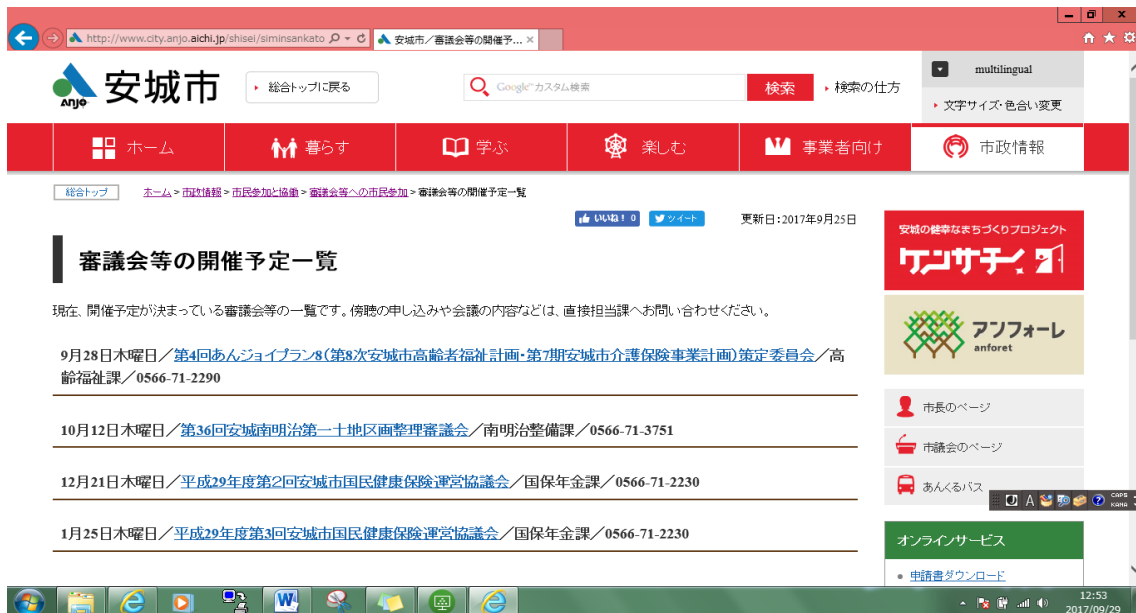 http://www.city.anjo.aichi.jp/shisei/siminsankato
安城市／審議会等の開催予...
Anjo 安城市
総合トップに戻る
Google カスタム検索
検索
検索の仕方
multilingual
文字サイズ・色合い変更
ホーム
暮らす
学ぶ
楽しむ
事業者向け
市政情報
総合トップ
ホーム > 市政情報 > 市民参加と協働 > 審議会等への市民参加 > 審議会等の開催予定一覧
いいね！ 0
ツイート
更新日：2017年9月25日
審議会等の開催予定一覧
現在、開催予定が決まっている審議会等の一覧です。傍聴の申し込みや会議の内容などは、直接担当課へお問い合わせください。
9月28日木曜日／第4回あんジョイプラン8（第8次安城市高齢者福祉計画・第7期安城市介護保険事業計画）策定委員会／高
齢福祉課／0566-71-2290
10月12日木曜日／第36回安城南明治第一土地区画整理審議会／南明治整備課／0566-71-3751
12月21日木曜日／平成29年度第2回安城市国民健康保険運営協議会／国保年金課／0566-71-2230
1月25日木曜日／平成29年度第3回安城市国民健康保険運営協議会／国保年金課／0566-71-2230
安城の健幸なまちづくりプロジェクト
ケンサチ
アンフォーレ
anforet
市長のページ
市議会のページ
あんくるバス
A
CAPS
KANA
オンラインサービス
申請書ダウンロード
12:53
2017/09/29